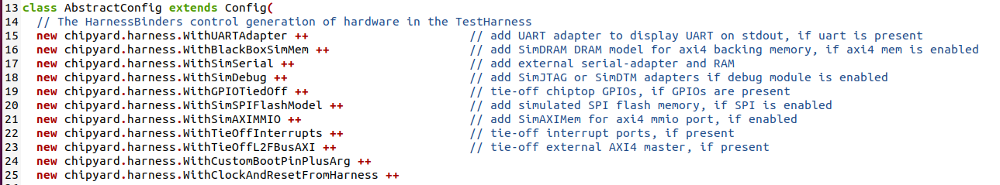 13 class AbstractConfig extends Config(
14   // The HarnessBinders control generation of hardware in the TestHarness
15   new chipyard.harness.WithUARTAdapter ++                       // add UART adapter to display UART on stdout, if uart is present
16   new chipyard.harness.WithBlackBoxSimMem ++                    // add SimDRAM DRAM model for axi4 backing memory, if axi4 mem is enabled
17   new chipyard.harness.WithSimSerial ++                         // add external serial-adapter and RAM
18   new chipyard.harness.WithSimDebug ++                          // add SimJTAG or SimDTM adapters if debug module is enabled
19   new chipyard.harness.WithGPIOTiedOff ++                       // tie-off chiptop GPIOs, if GPIOs are present
20   new chipyard.harness.WithSimSPIFlashModel ++                  // add simulated SPI flash memory, if SPI is enabled
21   new chipyard.harness.WithSimAXIMMIO ++                        // add SimAXIMem for axi4 mmio port, if enabled
22   new chipyard.harness.WithTieOffInterrupts ++                  // tie-off interrupt ports, if present
23   new chipyard.harness.WithTieOffL2FBusAXI ++                   // tie-off external AXI4 master, if present
24   new chipyard.harness.WithCustomBootPinPlusArg ++
25   new chipyard.harness.WithClockAndResetFromHarness ++